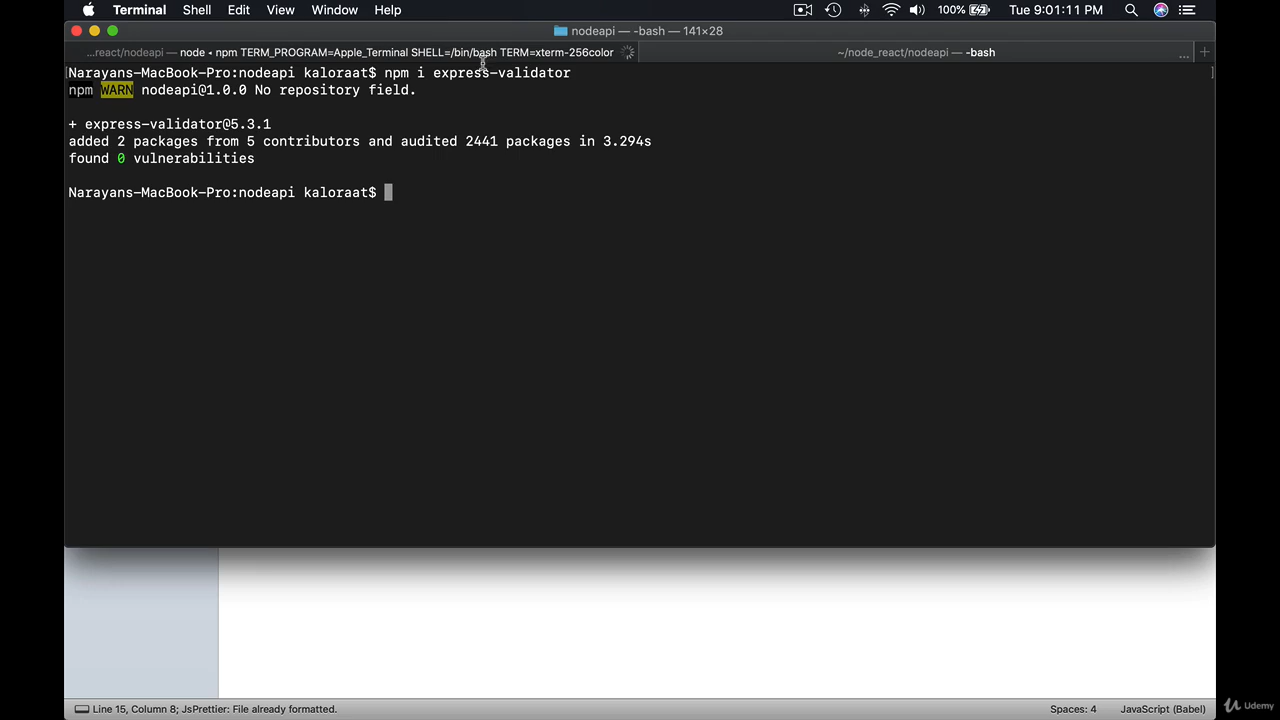 Terminal Shell Edit View Window Help 100% Tue 9:01:11 PM
nodeapi — -bash — 141×28
...react/nodeapi — node ◂ npm TERM_PROGRAM=Apple_Terminal SHELL=/bin/bash TERM=xterm-256color ~/node_react/nodeapi — -bash ... +
[Narayans-MacBook-Pro:nodeapi kaloraat$ npm i express-validator ]
npm WARN nodeapi@1.0.0 No repository field.
+ express-validator@5.3.1
added 2 packages from 5 contributors and audited 2441 packages in 3.294s
found 0 vulnerabilities
Narayans-MacBook-Pro:nodeapi kaloraat$
Line 15, Column 8; JsPrettier: File already formatted. Spaces: 4 JavaScript (Babel)
Udemy